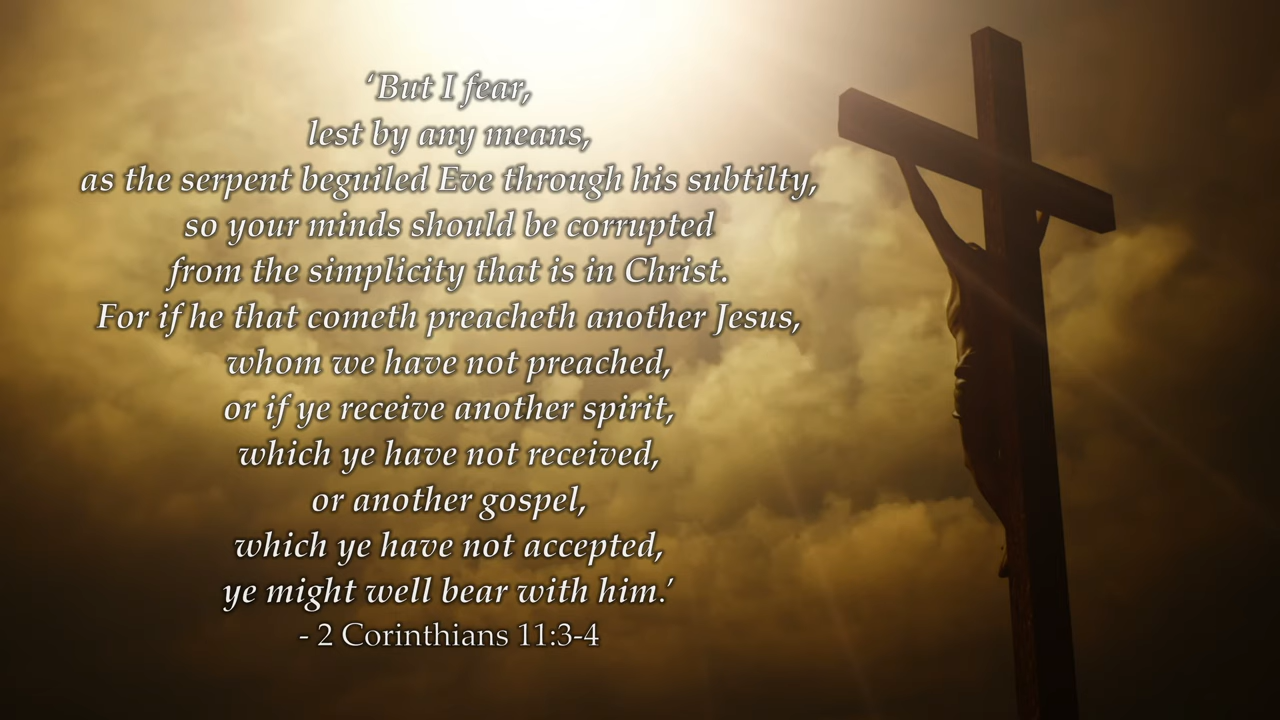 ‘But I fear,
lest by any means,
as the serpent beguiled Eve through his subtilty,
so your minds should be corrupted
from the simplicity that is in Christ.
For if he that cometh preacheth another Jesus,
whom we have not preached,
or if ye receive another spirit,
which ye have not received,
or another gospel,
which ye have not accepted,
ye might well bear with him.’
- 2 Corinthians 11:3-4